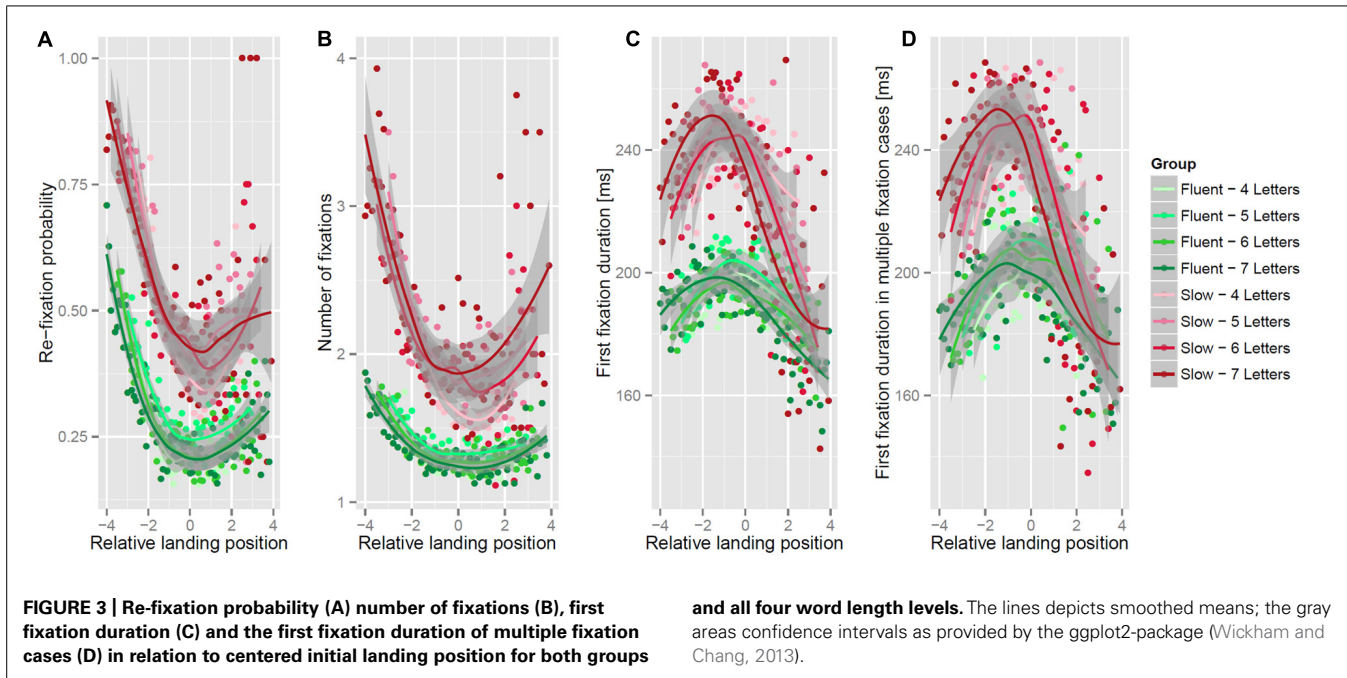 A
B
C
D
1.00
0.75
0.50
0.25
Re−fixation probability
−4
−2
0
2
4
Relative landing position
4
3
2
1
Number of fixations
−4
−2
0
2
4
Relative landing position
240
200
160
First fixation duration [ms]
−4
−2
0
2
4
Relative landing position
240
200
160
First fixation duration in multiple fixation cases [ms]
−4
−2
0
2
4
Relative landing position
Group
Fluent − 4 Letters
Fluent − 5 Letters
Fluent − 6 Letters
Fluent − 7 Letters
Slow − 4 Letters
Slow − 5 Letters
Slow − 6 Letters
Slow − 7 Letters
FIGURE 3 | Re-fixation probability (A) number of fixations (B), first
fixation duration (C) and the first fixation duration of multiple fixation
cases (D) in relation to centered initial landing position for both groups
and all four word length levels. The lines depicts smoothed means; the gray
areas confidence intervals as provided by the ggplot2-package (Wickham and
Chang, 2013).